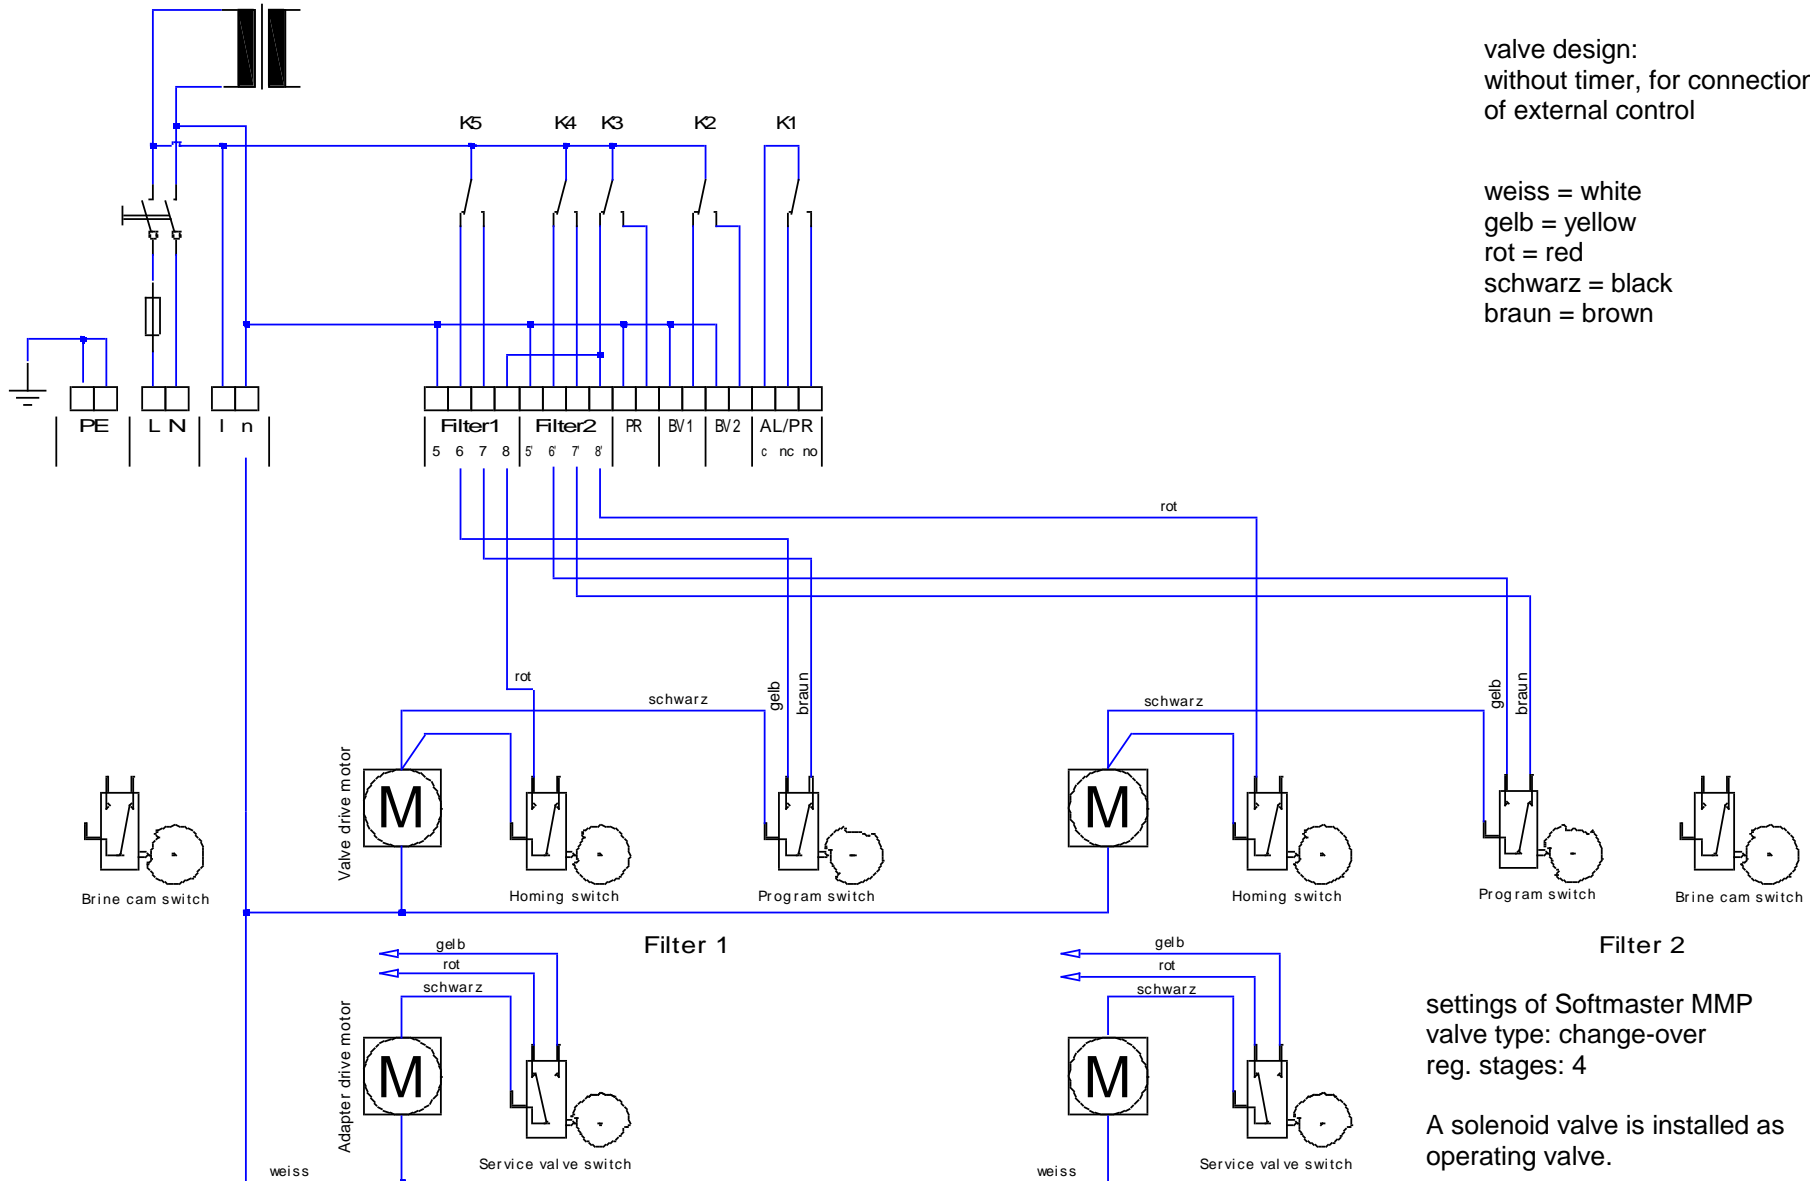 valve design:
without timer, for connection
of external control
K5 K4 K3 K2 K1
weiss = white
gelb = yellow
rot = red
schwarz = black
braun = brown
PE L N l n Filter1 Filter2 PR BV1 BV2 AL/PR
5 6 7 8 5' 6' 7' 8' c nc no
rot
rot
schwarz
gelb
braun
schwarz
gelb
braun
Valve drive motor
M
M
Brine cam switch
Homing switch
Program switch
Homing switch
Program switch
Brine cam switch
Filter 1
Filter 2
gelb
rot
schwarz
gelb
rot
schwarz
Adapter drive motor
M
M
weiss
Service valve switch
weiss
Service valve switch
settings of Softmaster MMP
valve type: change-over
reg. stages: 4
A solenoid valve is installed as
operating valve.